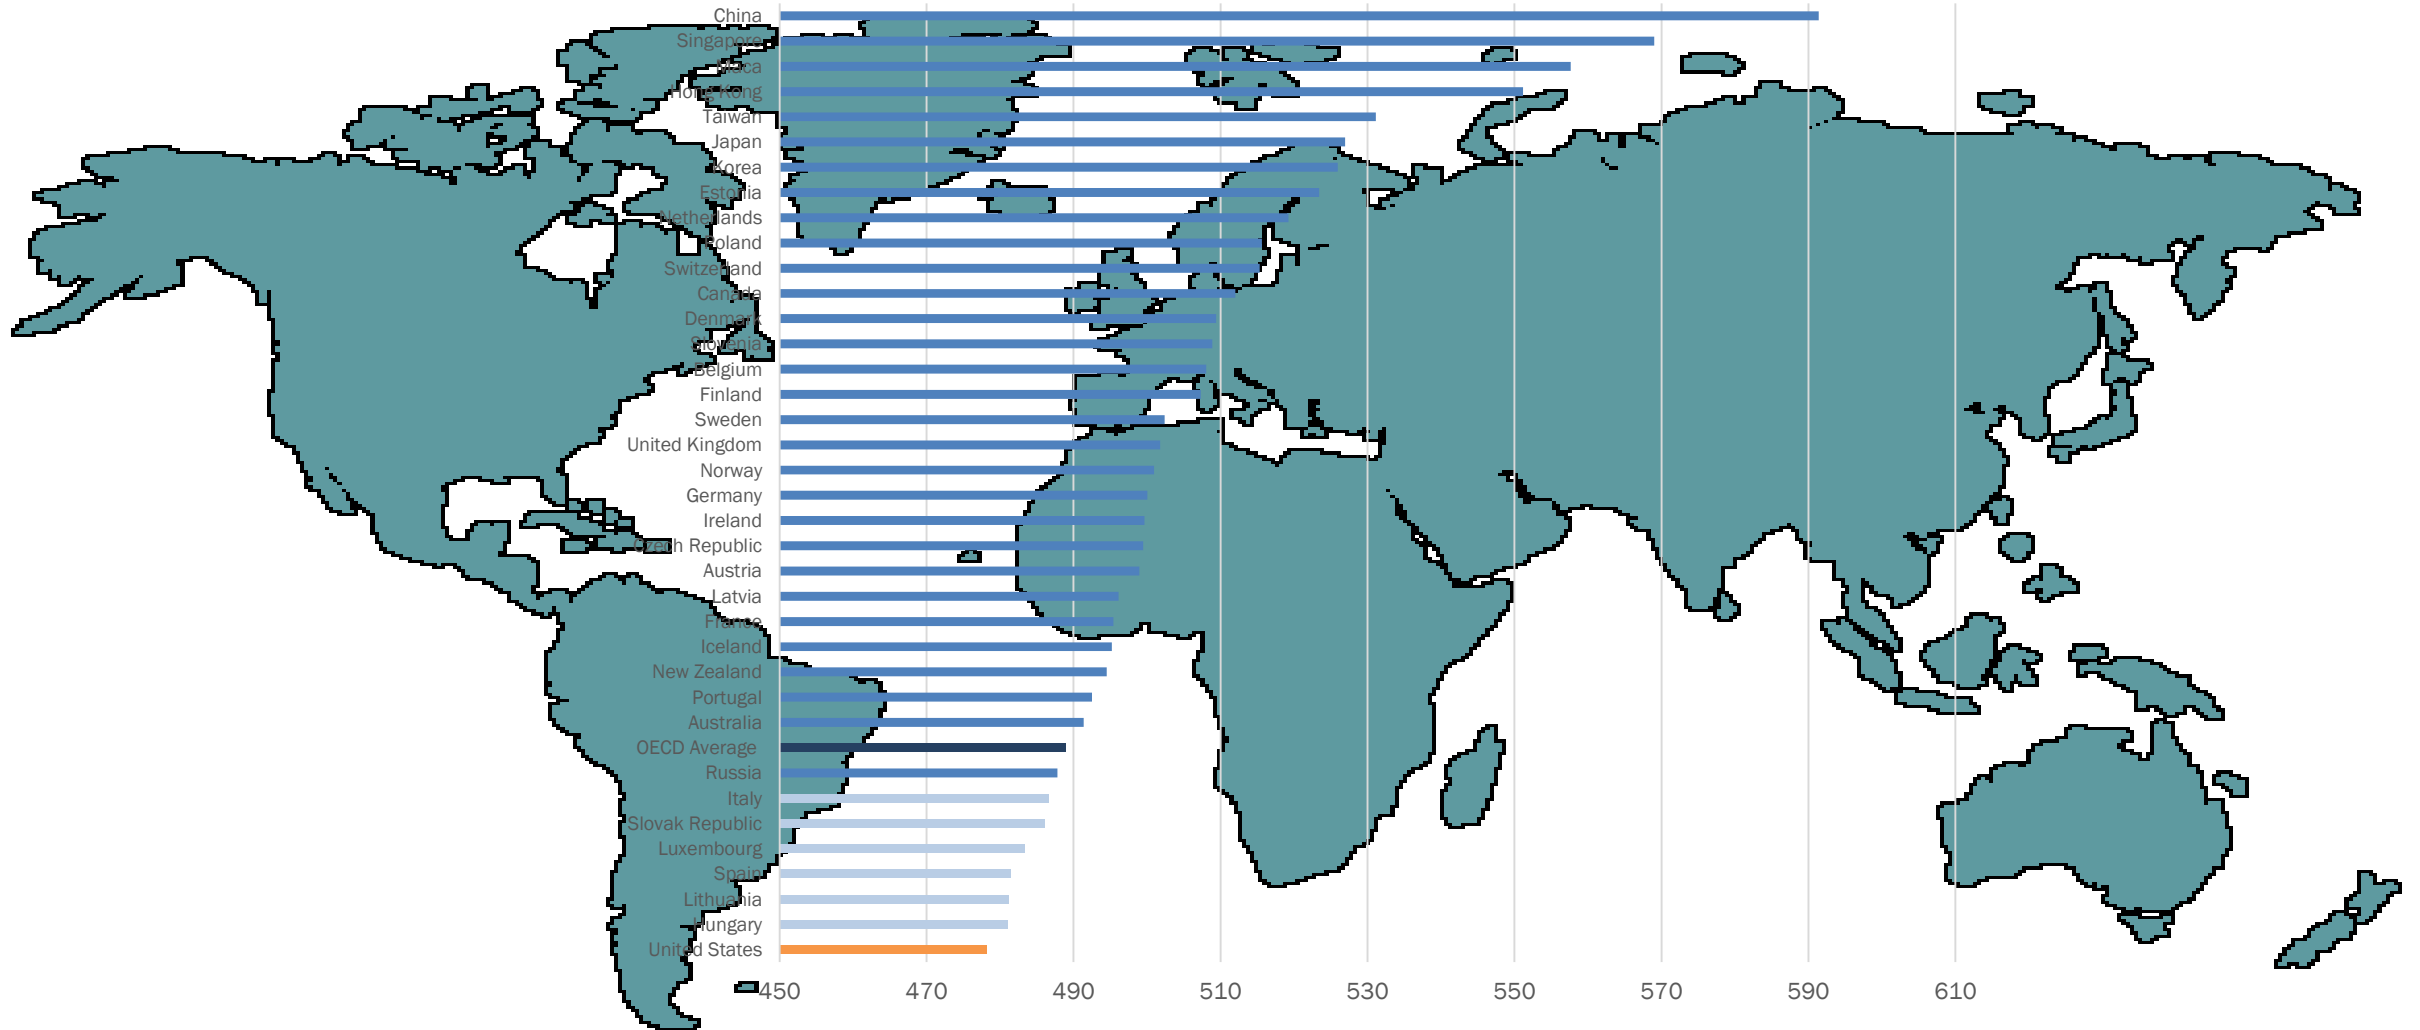 China
Singapore
Maca
Hong Kong
Taiwan
Japan
Korea
Estonia
Netherlands
Poland
Switzerland
Canada
Denmark
Slovenia
Belgium
Finland
Sweden
United Kingdom
Norway
Germany
Ireland
Czech Republic
Austria
Latvia
France
Iceland
New Zealand
Portugal
Australia
OECD Average
Russia
Italy
Slovak Republic
Luxembourg
Spain
Lithuania
Hungary
United States
450 470 490 510 530 550 570 590 610